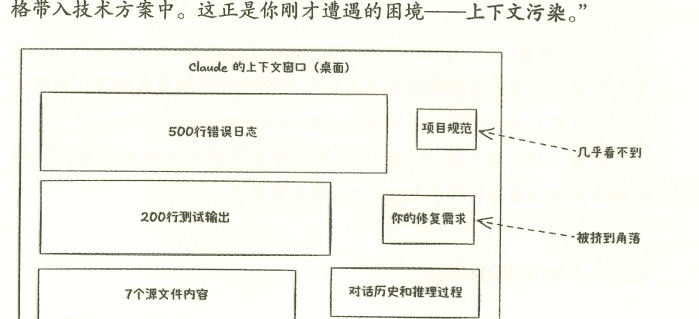 格带入技术方案中。这正是你刚才遭遇的困境——上下文污染。”
Claude 的上下文窗口（桌面）
500行错误日志
项目规范
几乎看不到
200行测试输出
你的修复需求
被挤到角落
7个源文件内容
对话历史和推理过程